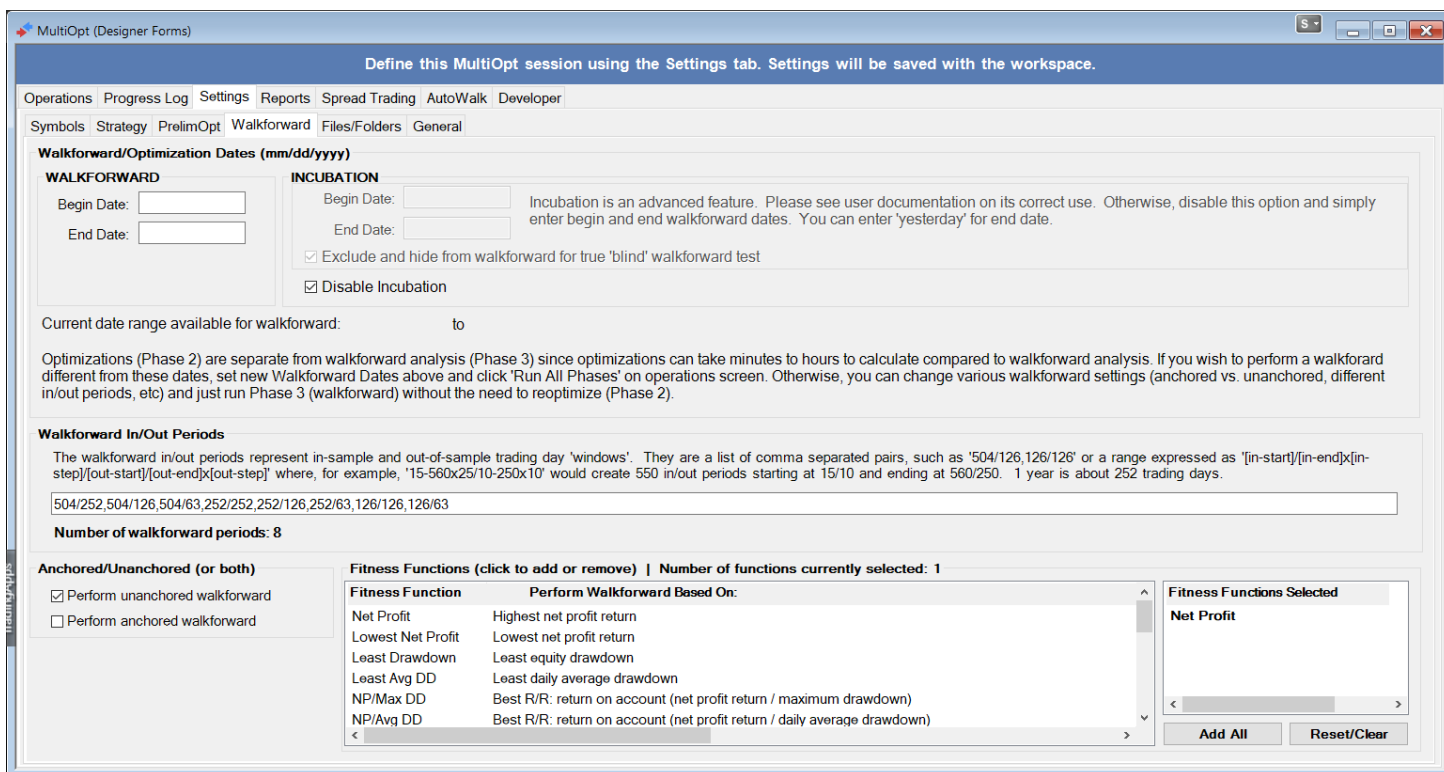 MultiOpt (Designer Forms)
S
Define this MultiOpt session using the Settings tab. Settings will be saved with the workspace.
Operations Progress Log Settings Reports Spread Trading AutoWalk Developer
Symbols Strategy PrelimOpt Walkforward Files/Folders General
Walkforward/Optimization Dates (mm/dd/yyyy)
WALKFORWARD
Begin Date:
End Date:
INCUBATION
Begin Date:
End Date:
Incubation is an advanced feature. Please see user documentation on its correct use. Otherwise, disable this option and simply
enter begin and end walkforward dates. You can enter 'yesterday' for end date.
Exclude and hide from walkforward for true 'blind' walkforward test
Disable Incubation
Current date range available for walkforward: to
Optimizations (Phase 2) are separate from walkforward analysis (Phase 3) since optimizations can take minutes to hours to calculate compared to walkforward analysis. If you wish to perform a walkforard
different from these dates, set new Walkforward Dates above and click 'Run All Phases' on operations screen. Otherwise, you can change various walkforward settings (anchored vs. unanchored, different
in/out periods, etc) and just run Phase 3 (walkforward) without the need to reoptimize (Phase 2).
Walkforward In/Out Periods
The walkforward in/out periods represent in-sample and out-of-sample trading day 'windows'. They are a list of comma separated pairs, such as '504/126,126/126' or a range expressed as '[in-start]/[in-end]x[in-
step]/[out-start]/[out-end]x[out-step]' where, for example, '15-560x25/10-250x10' would create 550 in/out periods starting at 15/10 and ending at 560/250. 1 year is about 252 trading days.
504/252,504/126,504/63,252/252,252/126,252/63,126/126,126/63
Number of walkforward periods: 8
Anchored/Unanchored (or both)
Perform unanchored walkforward
Perform anchored walkforward
Fitness Functions (click to add or remove) | Number of functions currently selected: 1
Fitness Function Perform Walkforward Based On:
Net Profit Highest net profit return
Lowest Net Profit Lowest net profit return
Least Drawdown Least equity drawdown
Least Avg DD Least daily average drawdown
NP/Max DD Best R/R: return on account (net profit return / maximum drawdown)
NP/Avg DD Best R/R: return on account (net profit return / daily average drawdown)
Fitness Functions Selected
Net Profit
Add All Reset/Clear
TradingApps